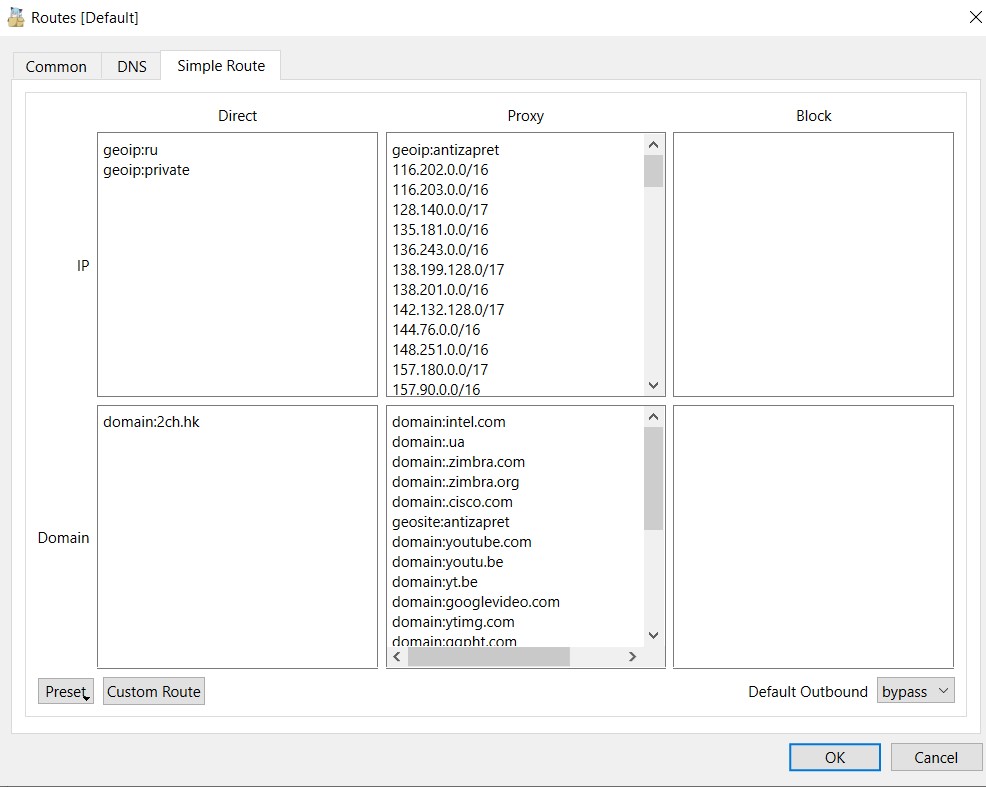 Routes [Default]
Common
DNS
Simple Route
Direct
Proxy
Block
IP
geoip:ru
geoip:private
geoip:antizapret
116.202.0.0/16
116.203.0.0/16
128.140.0.0/17
135.181.0.0/16
136.243.0.0/16
138.199.128.0/17
138.201.0.0/16
142.132.128.0/17
144.76.0.0/16
148.251.0.0/16
157.180.0.0/17
157.90.0.0/16
Domain
domain:2ch.hk
domain:intel.com
domain:.ua
domain:.zimbra.com
domain:.zimbra.org
domain:.cisco.com
geosite:antizapret
domain:youtube.com
domain:youtu.be
domain:yt.be
domain:googlevideo.com
domain:ytimg.com
domain:ggpht.com
Preset
Custom Route
Default Outbound
bypass
OK
Cancel